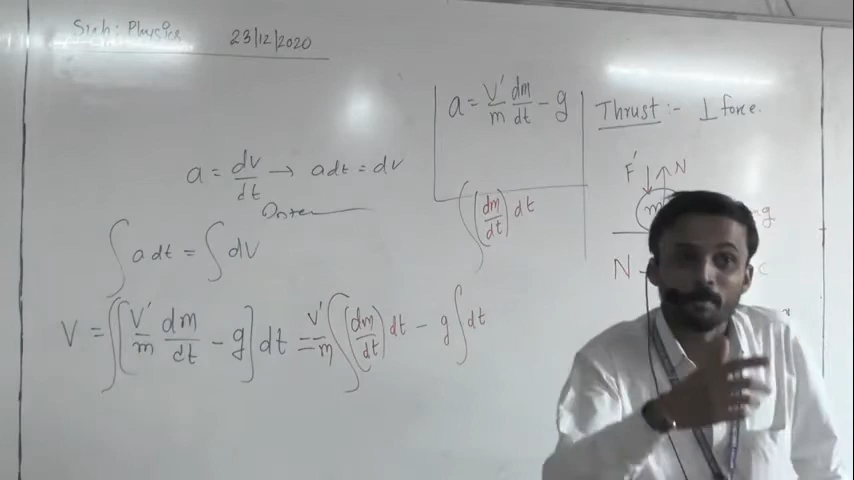 Sub: Physics 23/12/2020
a = V'/m dm/dt - g
Thrust :- ⊥ force.
a = dv/dt → adt = dv
F' N
m
g
∫(dm/dt) dt
∫ a dt = ∫ dv
N
V = ∫[V'/m dm/dt - g] dt = V'/m ∫(dm/dt) dt - g ∫ dt